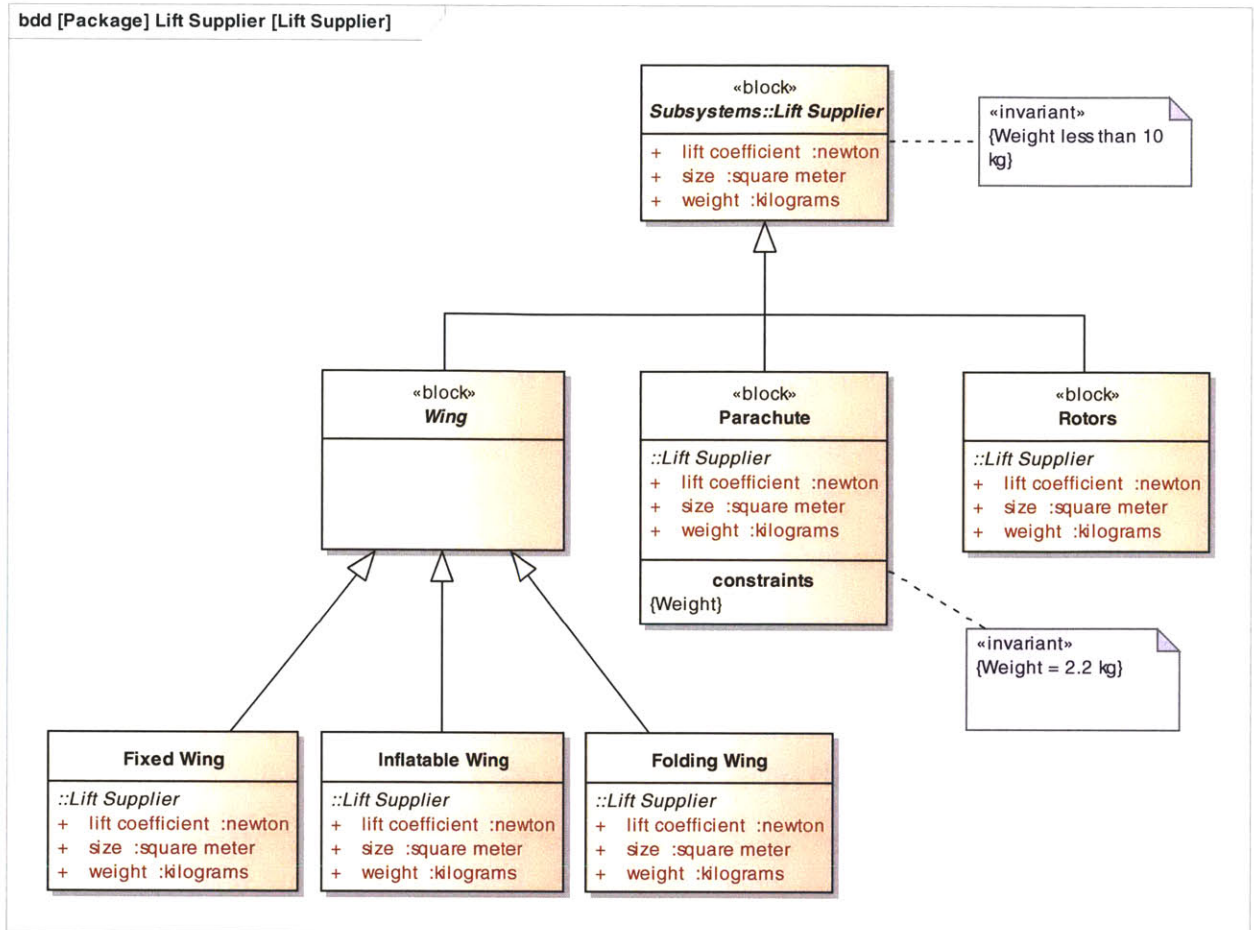 bdd [Package] Lift Supplier [Lift Supplier]
«block»
Subsystems::Lift Supplier
+ lift coefficient :newton
+ size :square meter
+ weight :kilograms
«invariant»
{Weight less than 10
kg}
«block»
Wing
«block»
Parachute
::Lift Supplier
+ lift coefficient :newton
+ size :square meter
+ weight :kilograms
constraints
{Weight}
«block»
Rotors
::Lift Supplier
+ lift coefficient :newton
+ size :square meter
+ weight :kilograms
«invariant»
{Weight = 2.2 kg}
Fixed Wing
::Lift Supplier
+ lift coefficient :newton
+ size :square meter
+ weight :kilograms
Inflatable Wing
::Lift Supplier
+ lift coefficient :newton
+ size :square meter
+ weight :kilograms
Folding Wing
::Lift Supplier
+ lift coefficient :newton
+ size :square meter
+ weight :kilograms